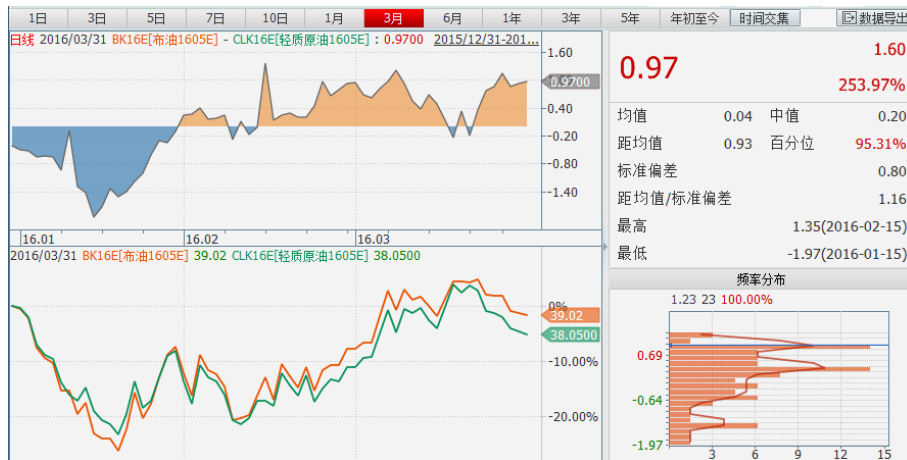 1日 3日 5日 7日 10日 1月 3月 6月 1年 3年 5年 年初至今 时间交集 数据导出
日线 2016/03/31 BK16E[布油1605E] - CLK16E[轻质原油1605E] : 0.9700 2015/12/31-201...
1.60
0.9700
0.40
-0.20
-0.80
-1.40
16.01 16.02 16.03
2016/03/31 BK16E[布油1605E] 39.02 CLK16E[轻质原油1605E] 38.0500
0%
39.02
38.0500
-10.00%
-20.00%
0.97
1.60
253.97%
均值 0.04 中值 0.20
距均值 0.93 百分位 95.31%
标准偏差 0.80
距均值/标准偏差 1.16
最高 1.35(2016-02-15)
最低 -1.97(2016-01-15)
频率分布
1.23 23 100.00%
0.69
-0.64
-1.97
3 6 9 12 15